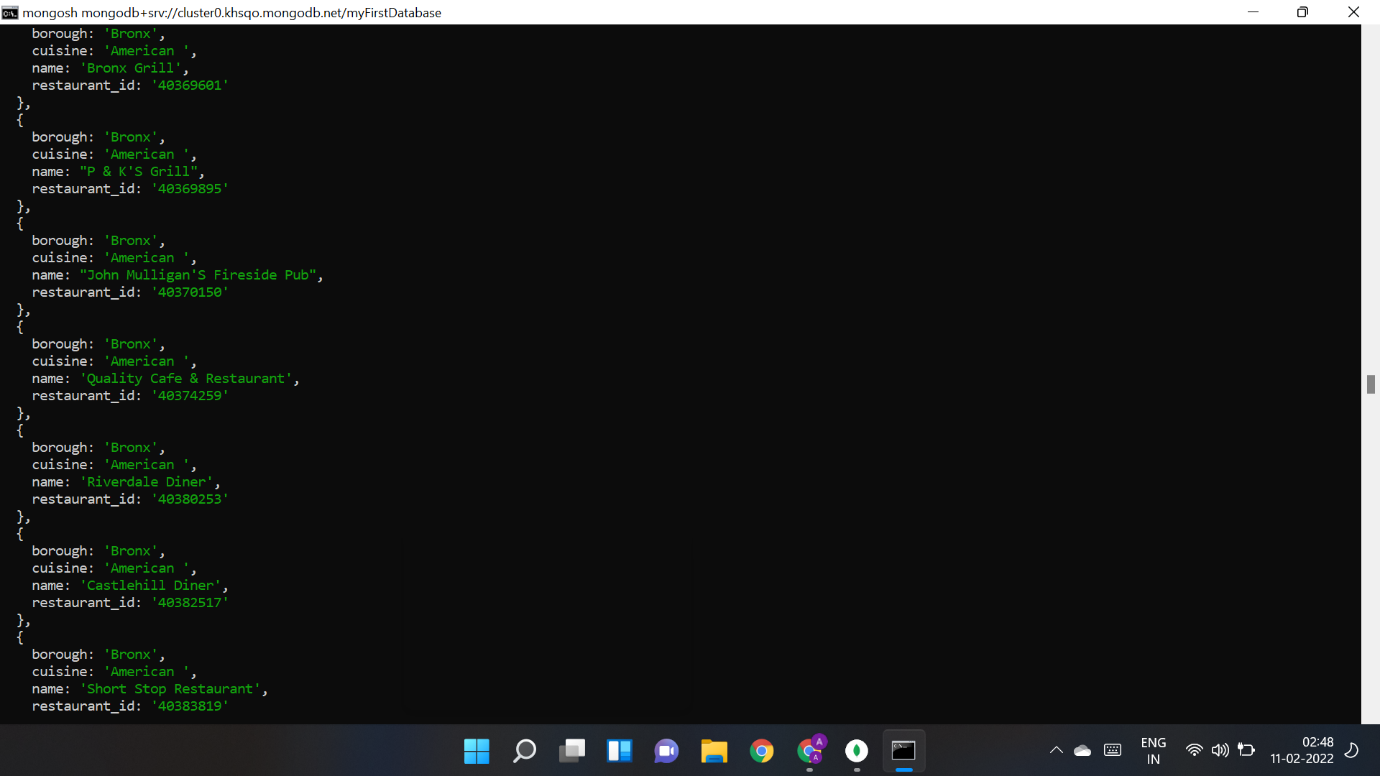 mongosh mongodb+srv://cluster0.khsqo.mongodb.net/myFirstDatabase
borough: 'Bronx',
cuisine: 'American ',
name: 'Bronx Grill',
restaurant_id: '40369601'
},
{
borough: 'Bronx',
cuisine: 'American ',
name: "P & K'S Grill",
restaurant_id: '40369895'
},
{
borough: 'Bronx',
cuisine: 'American ',
name: "John Mulligan'S Fireside Pub",
restaurant_id: '40370150'
},
{
borough: 'Bronx',
cuisine: 'American ',
name: 'Quality Cafe & Restaurant',
restaurant_id: '40374259'
},
{
borough: 'Bronx',
cuisine: 'American ',
name: 'Riverdale Diner',
restaurant_id: '40380253'
},
{
borough: 'Bronx',
cuisine: 'American ',
name: 'Castlehill Diner',
restaurant_id: '40382517'
},
{
borough: 'Bronx',
cuisine: 'American ',
name: 'Short Stop Restaurant',
restaurant_id: '40383819'
A
A
ENG
IN
02:48
11-02-2022